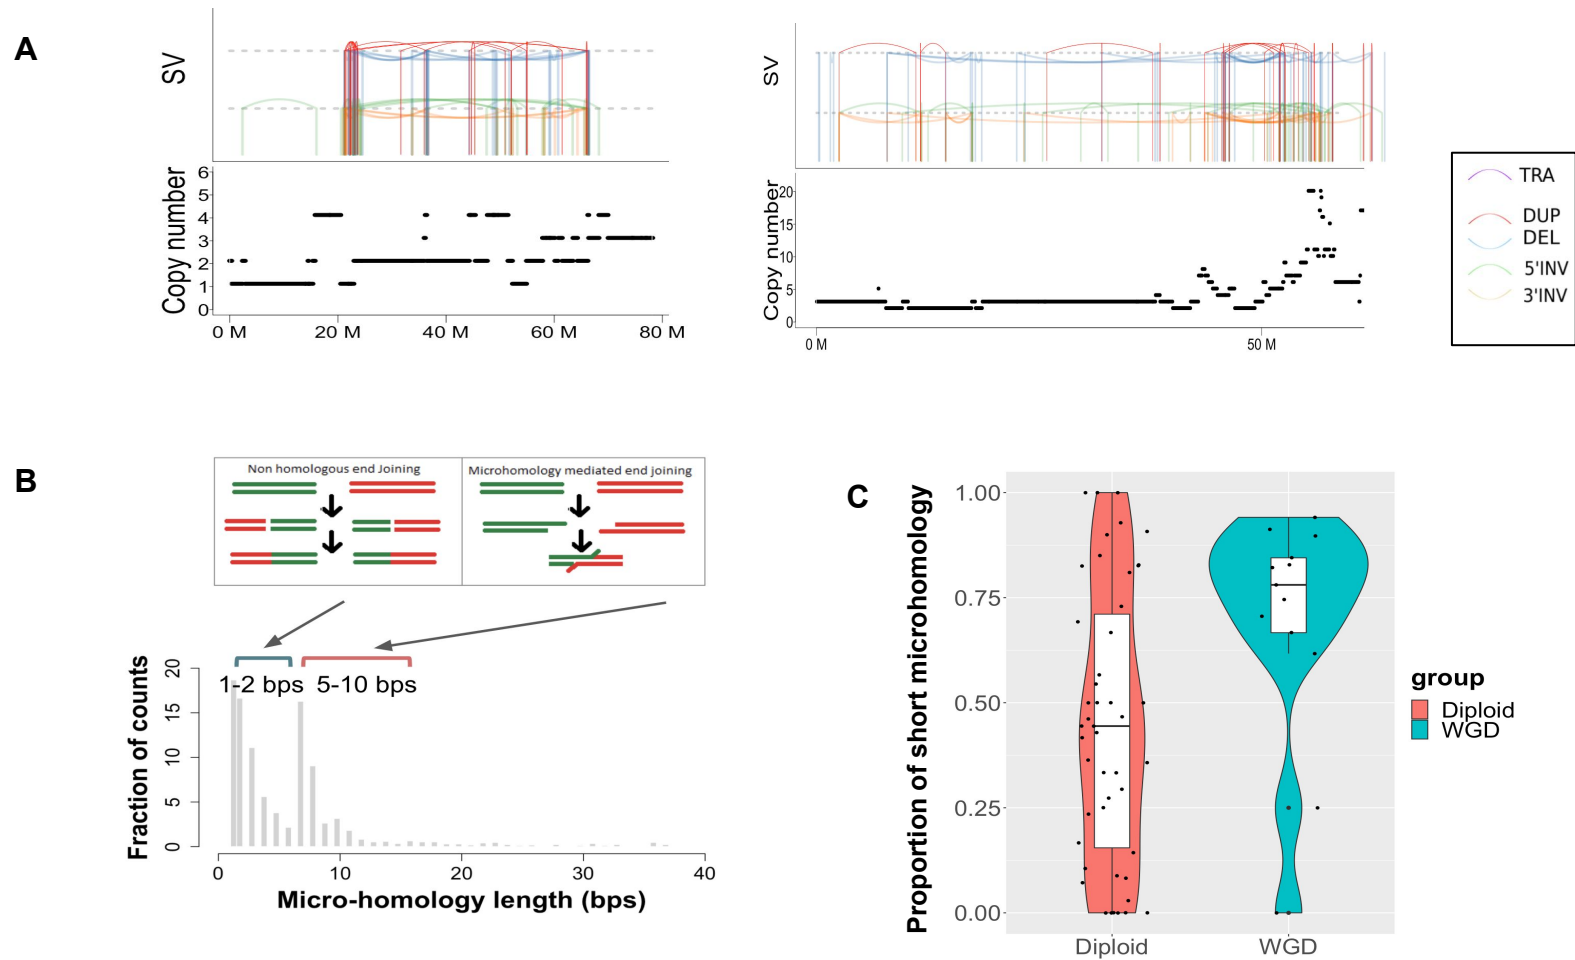 A
SV
Copy number
6
5
4
3
2
1
0
0 M 20 M 40 M 60 M 80 M
SV
Copy number
20
15
10
5
0
0 M 50 M
TRA
DUP
DEL
5'INV
3'INV
B
Non homologous end Joining
Microhomology mediated end joining
1-2 bps 5-10 bps
Fraction of counts
20
15
10
5
0
0 10 20 30 40
Micro-homology length (bps)
C
Proportion of short microhomology
1.00
0.75
0.50
0.25
0.00
Diploid WGD
group
Diploid
WGD